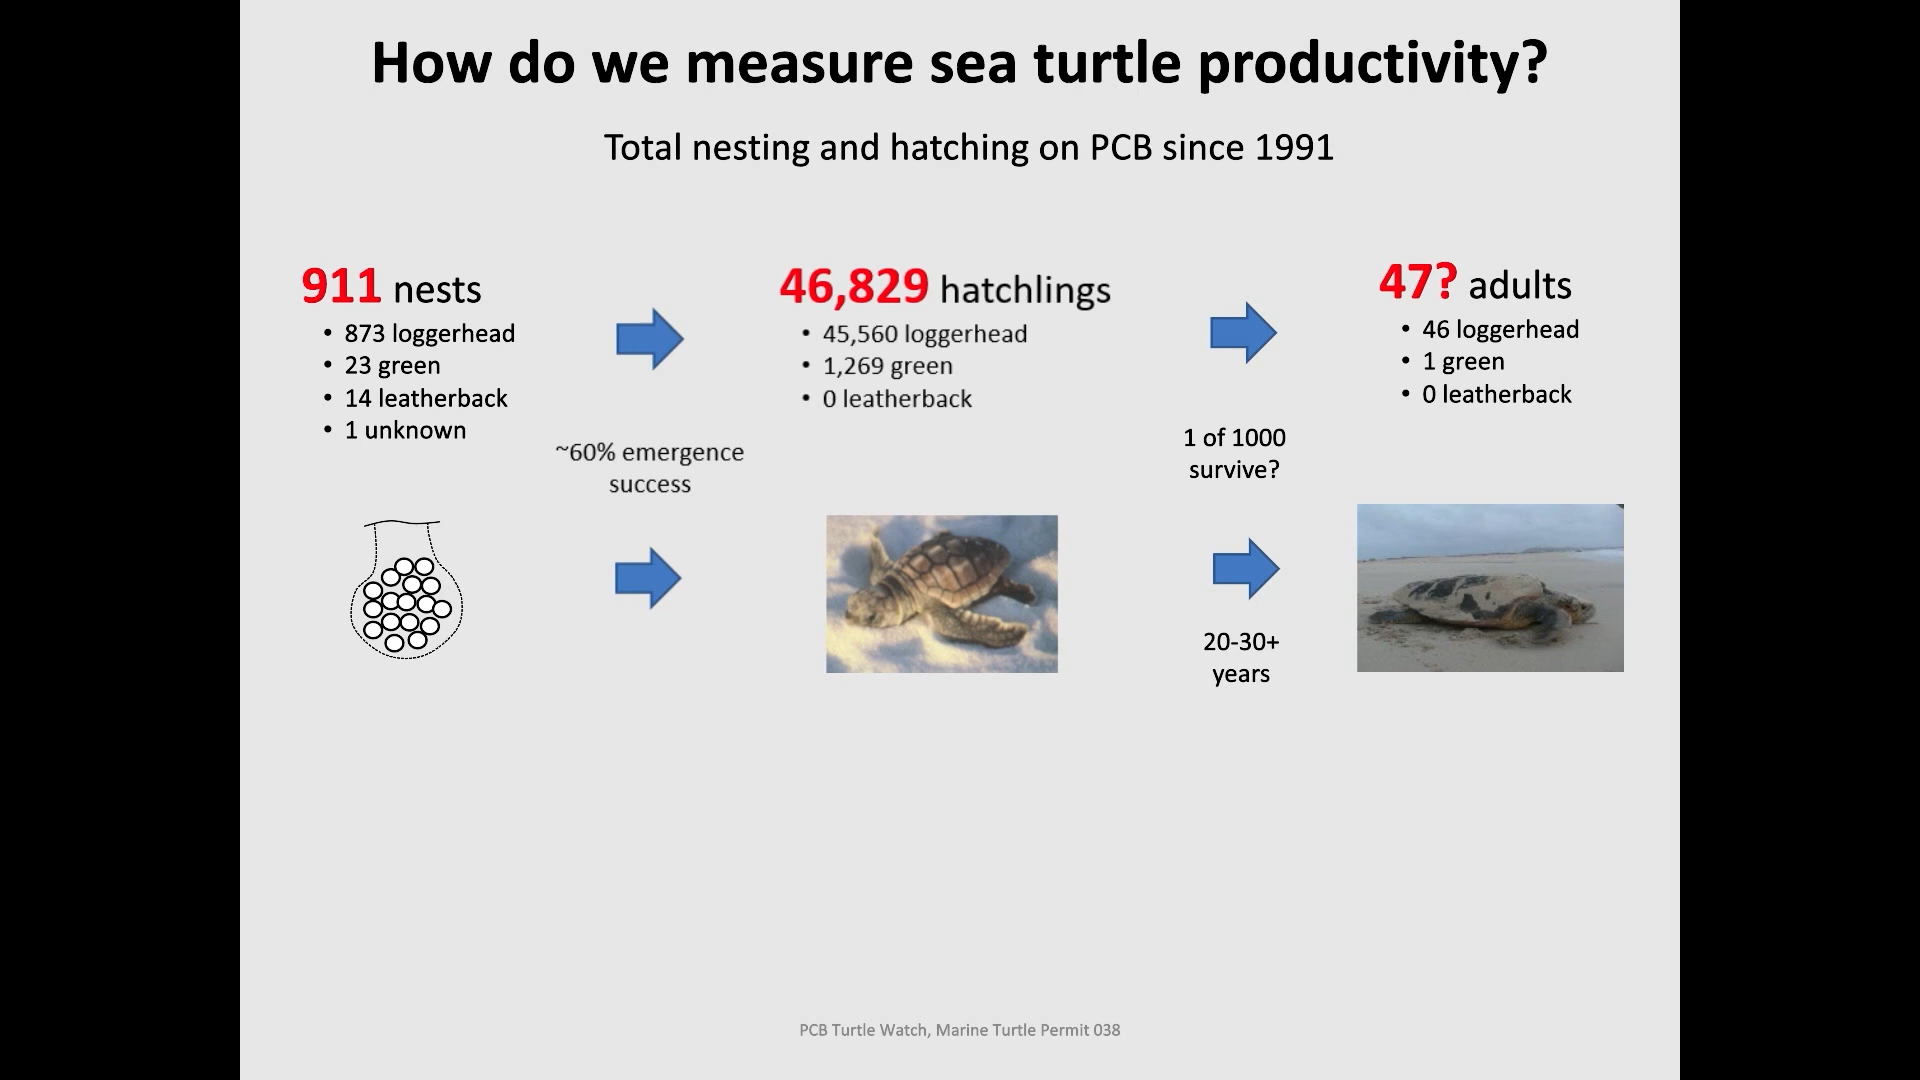 How do we measure sea turtle productivity?
Total nesting and hatching on PCB since 1991
911 nests
• 873 loggerhead
• 23 green
• 14 leatherback
• 1 unknown
~60% emergence
success
46,829 hatchlings
• 45,560 loggerhead
• 1,269 green
• 0 leatherback
1 of 1000
survive?
20-30+
years
47? adults
• 46 loggerhead
• 1 green
• 0 leatherback
PCB Turtle Watch, Marine Turtle Permit 038